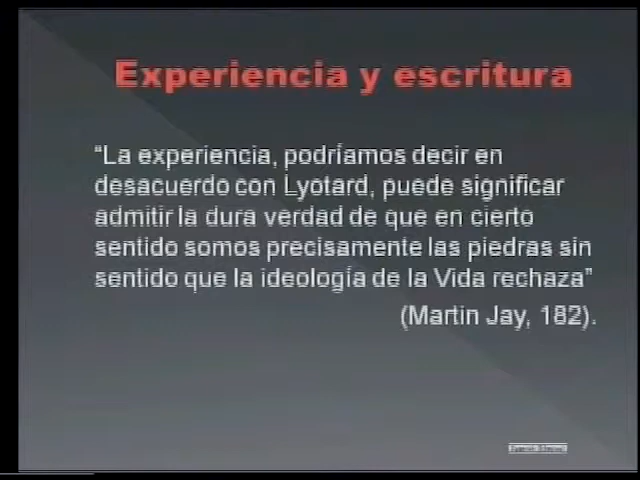 Experiencia y escritura
“La experiencia, podríamos decir en
desacuerdo con Lyotard, puede significar
admitir la dura verdad de que en cierto
sentido somos precisamente las piedras sin
sentido que la ideología de la Vida rechaza”
(Martin Jay, 182).